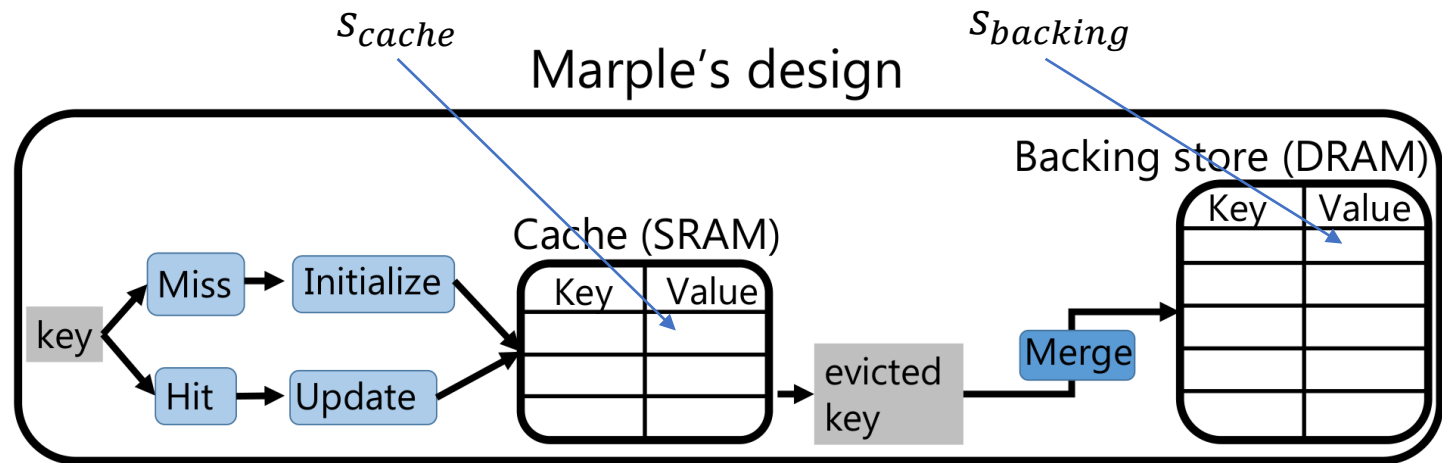 s_cache
s_backing
Marple's design
Backing store (DRAM)
Key Value
Cache (SRAM)
Key Value
Miss
Initialize
key
Hit
Update
evicted
key
Merge